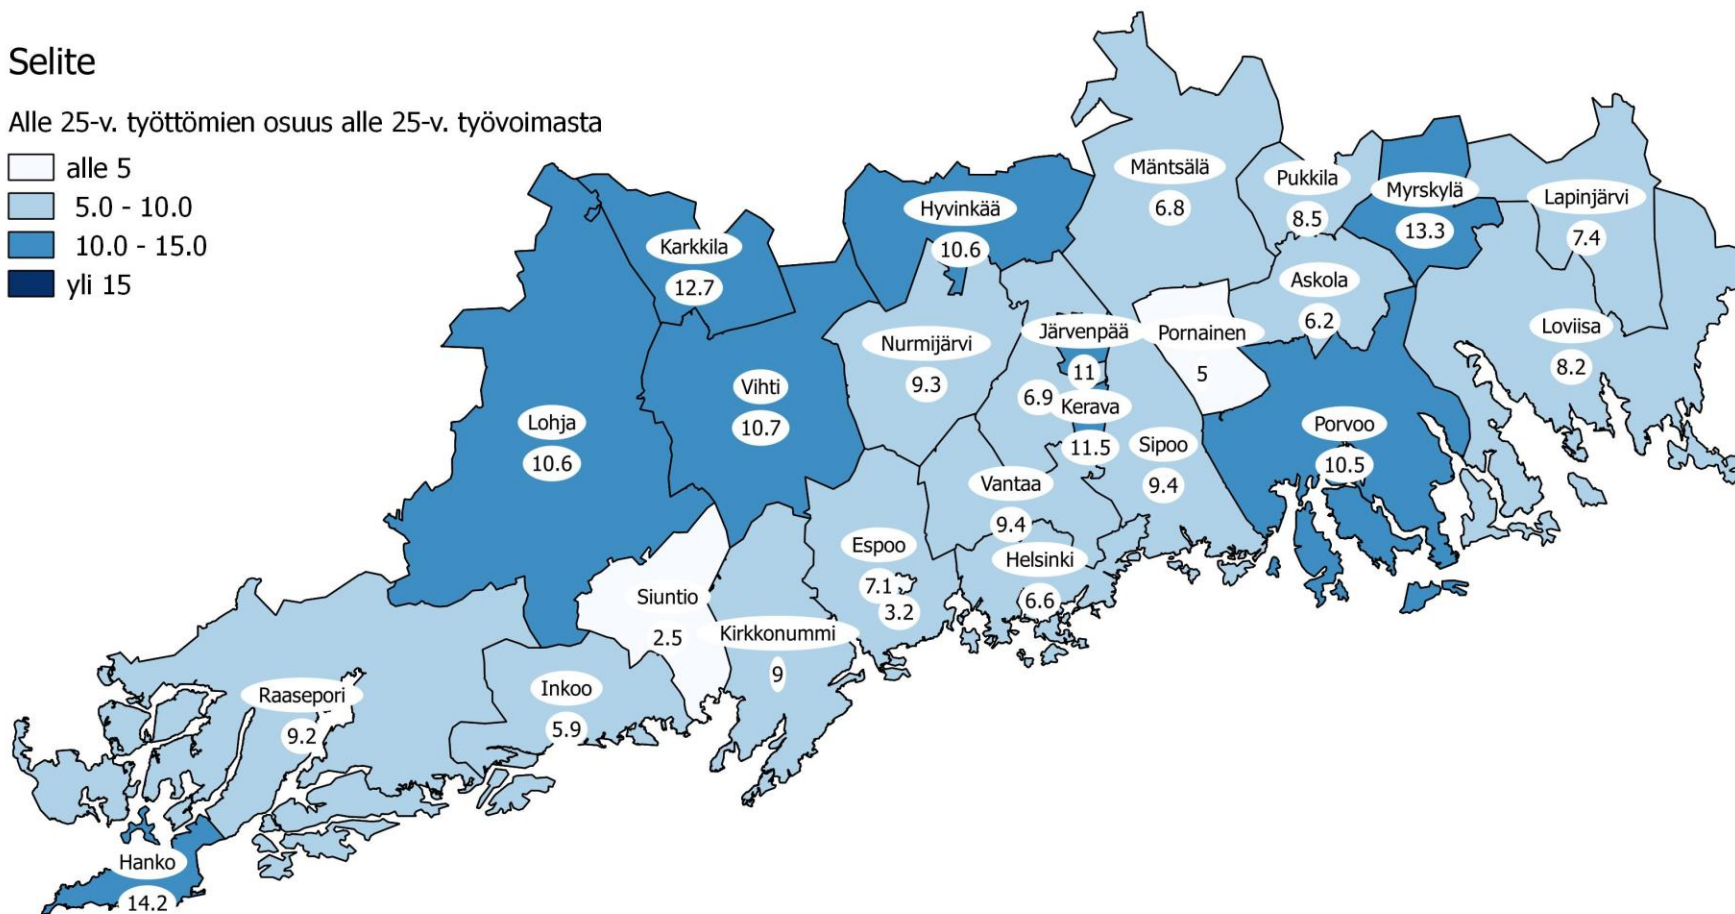 Selite
Alle 25-v. työttömien osuus alle 25-v. työvoimasta
alle 5
5.0 - 10.0
10.0 - 15.0
yli 15
Mäntsälä
6.8
Pukkila
8.5
Myrskylä
13.3
Lapinjärvi
7.4
Hyvinkää
10.6
Karkkila
12.7
Askola
6.2
Loviisa
8.2
Nurmijärvi
9.3
Järvenpää
11
Pornainen
5
6.9
Kerava
11.5
Vihti
10.7
Lohja
10.6
Sipoo
9.4
Porvoo
10.5
Vantaa
9.4
Espoo
7.1
3.2
Helsinki
6.6
Siuntio
2.5
Kirkkonummi
9
Inkoo
5.9
Raasepori
9.2
Hanko
14.2